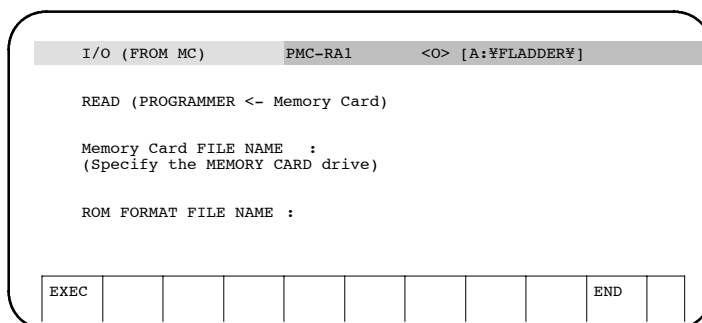 I/O (FROM MC) PMC-RA1 <O> [A:¥FLADDER¥]
READ (PROGRAMMER <- Memory Card)
Memory Card FILE NAME :
(Specify the MEMORY CARD drive)
ROM FORMAT FILE NAME :
EXEC END